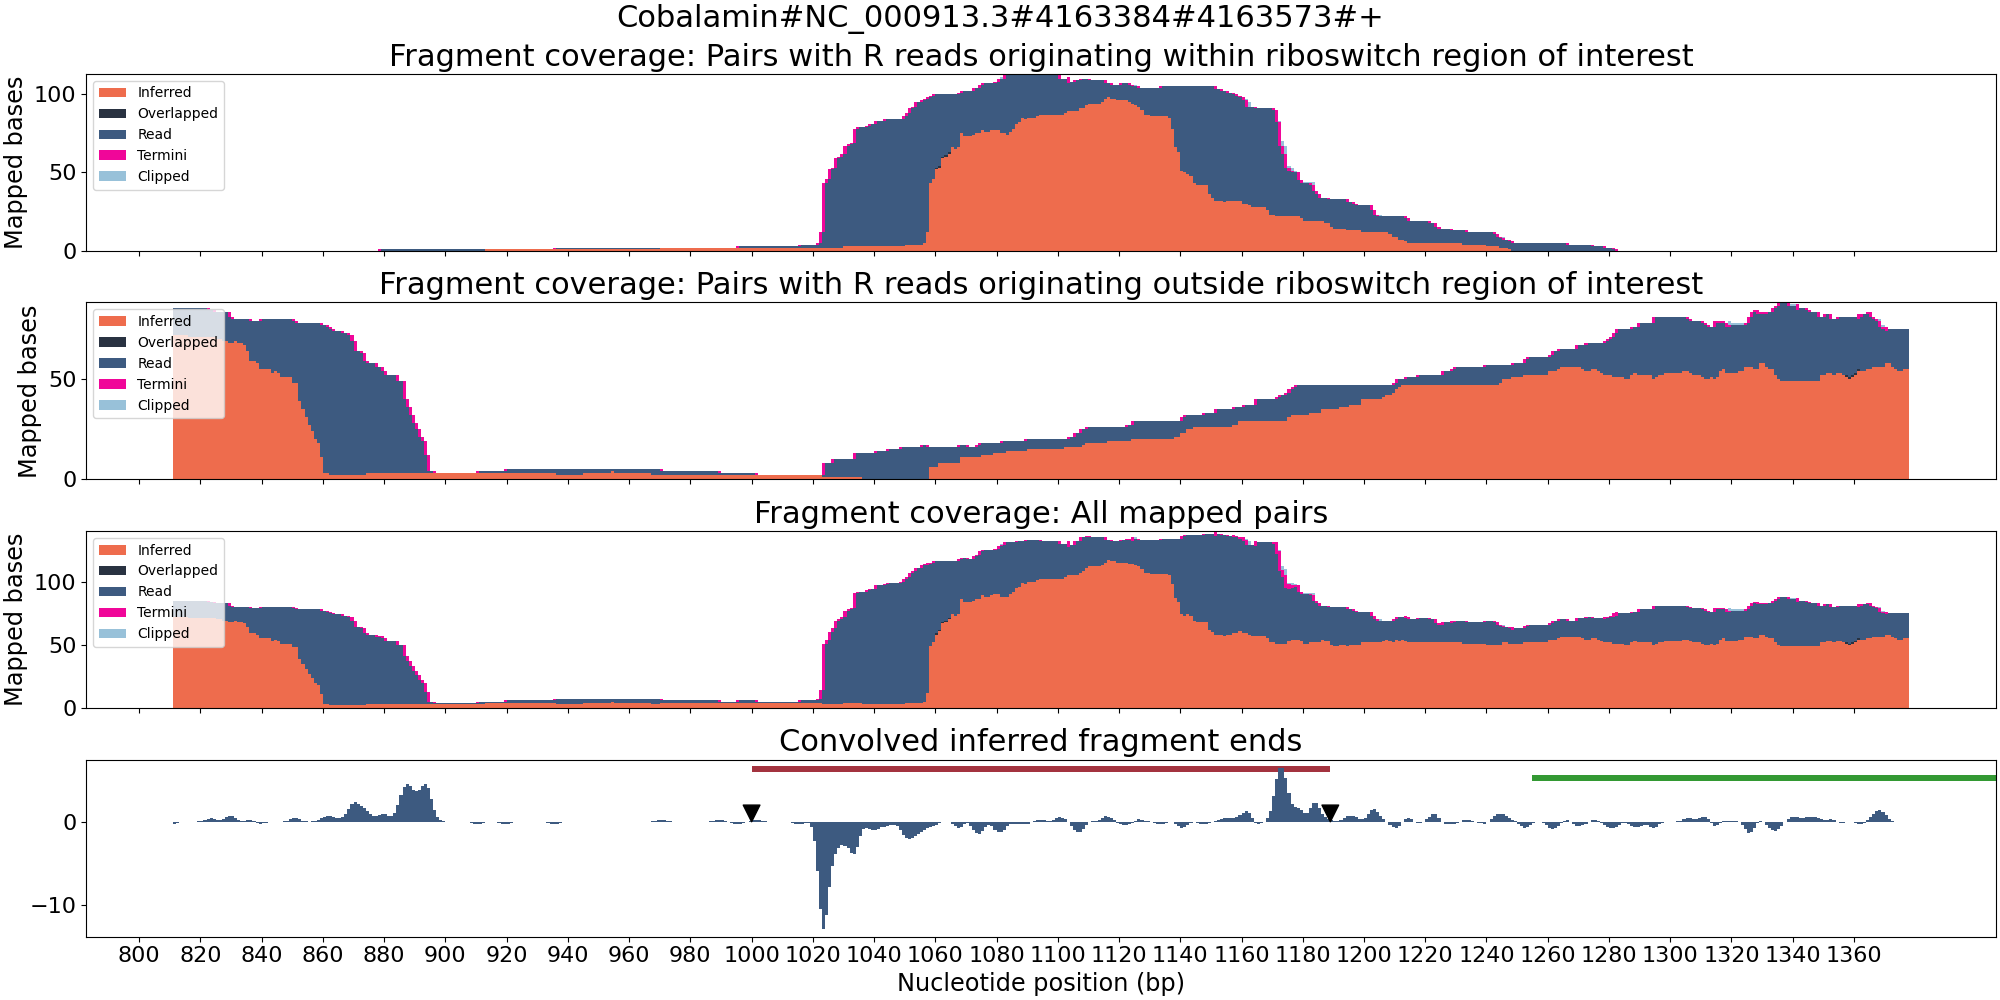 Cobalamin#NC_000913.3#4163384#4163573#+
Fragment coverage: Pairs with R reads originating within riboswitch region of interest
Mapped bases
100
50
0
Inferred
Overlapped
Read
Termini
Clipped
Fragment coverage: Pairs with R reads originating outside riboswitch region of interest
Mapped bases
50
0
Inferred
Overlapped
Read
Termini
Clipped
Fragment coverage: All mapped pairs
Mapped bases
100
50
0
Inferred
Overlapped
Read
Termini
Clipped
Convolved inferred fragment ends
0
−10
800 820 840 860 880 900 920 940 960 980 1000 1020 1040 1060 1080 1100 1120 1140 1160 1180 1200 1220 1240 1260 1280 1300 1320 1340 1360
Nucleotide position (bp)